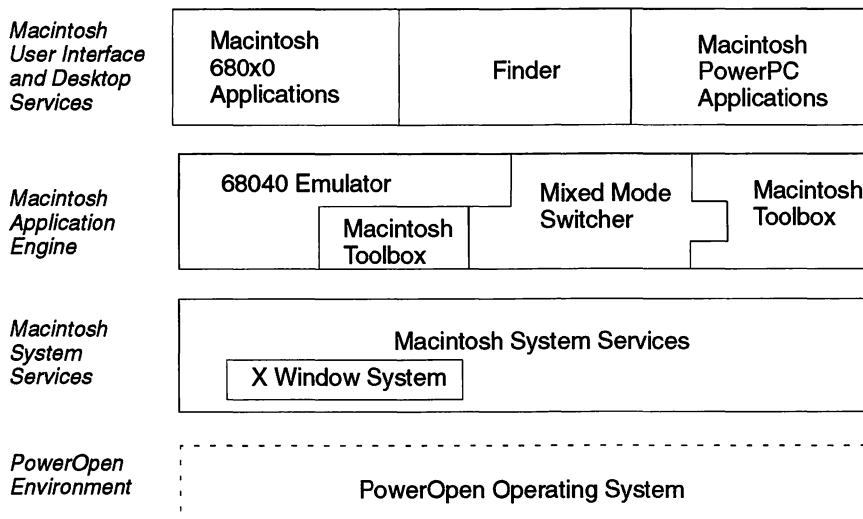 Macintosh
User Interface
and Desktop
Services
Macintosh
680x0
Applications
Finder
Macintosh
PowerPC
Applications
Macintosh
Application
Engine
68040 Emulator
Macintosh
Toolbox
Mixed Mode
Switcher
Macintosh
Toolbox
Macintosh
System
Services
Macintosh System Services
X Window System
PowerOpen
Environment
PowerOpen Operating System